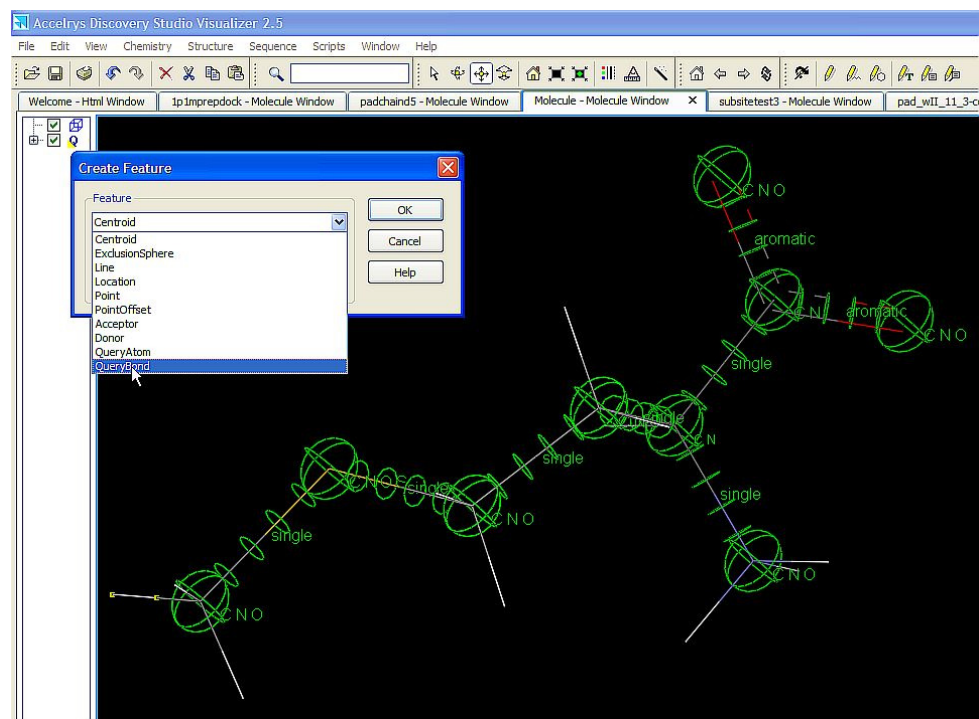 Accelrys Discovery Studio Visualizer 2.5
File Edit View Chemistry Structure Sequence Scripts Window Help
Welcome - Html Window 1p1mprepdock - Molecule Window padchaind5 - Molecule Window Molecule - Molecule Window X subsitetest3 - Molecule Window pad_wII_11_3-c
Q
Create Feature
Feature
Centroid
OK
Centroid
ExclusionSphere
Cancel
Line
Location
Help
Point
PointOffset
Acceptor
Donor
QueryAtom
QueryBond
C N O
aromatic
C N
aromatic
C N O
single
single
C N
single
C N O S
single
C N O
single
single
C N O
C N O